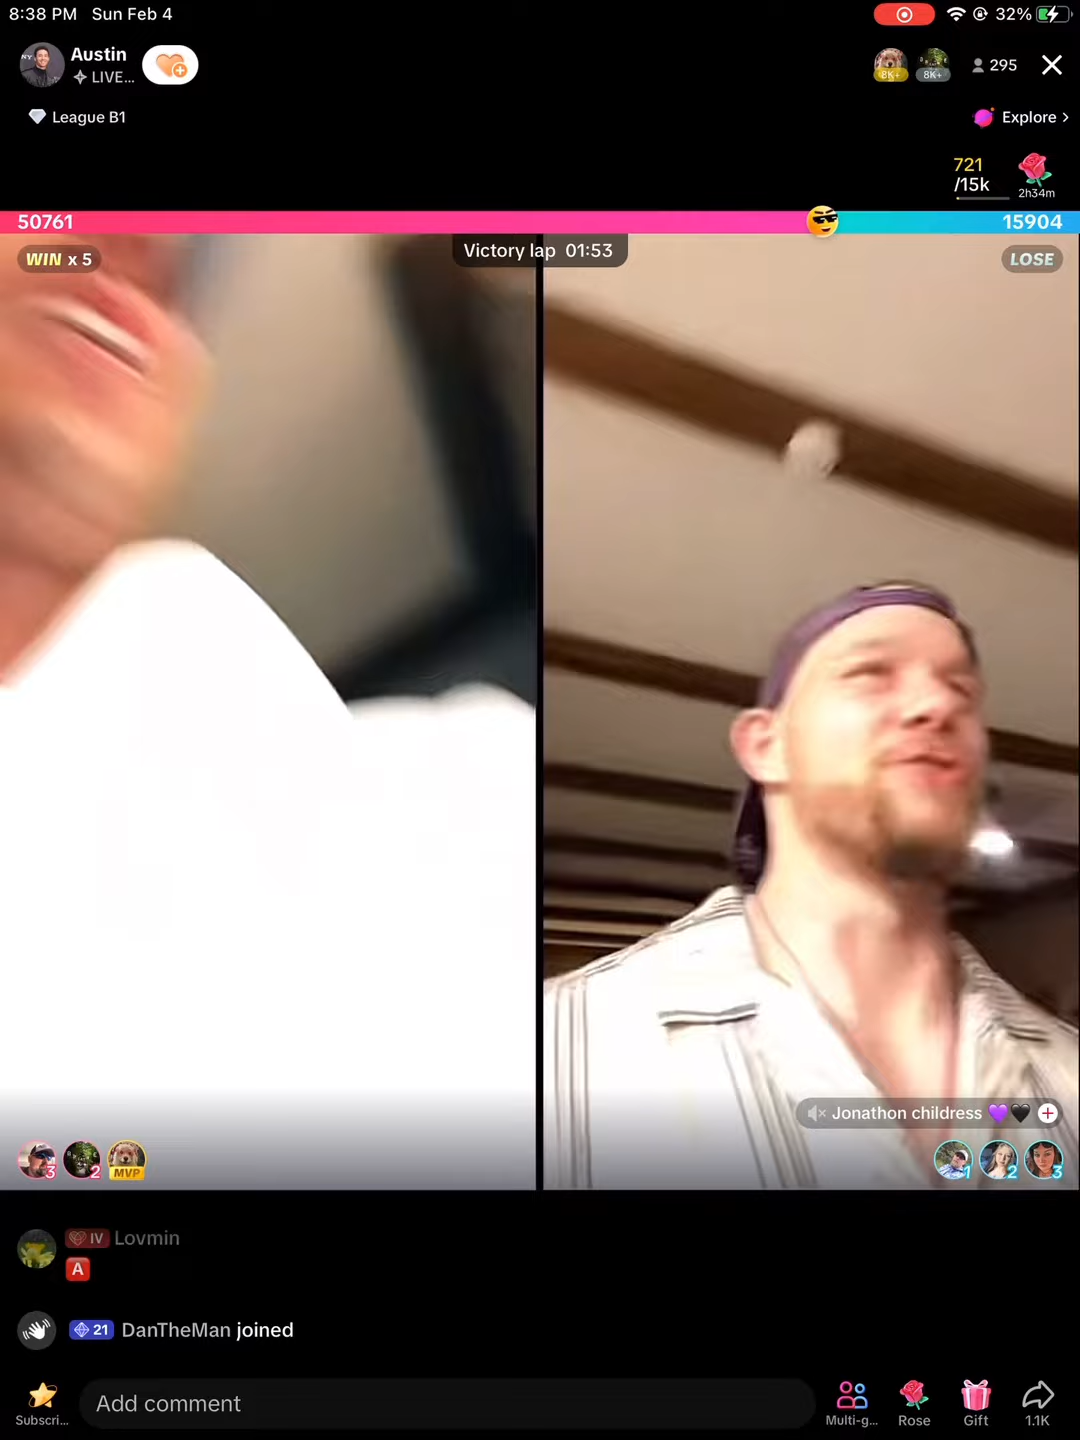 8:38 PM Sun Feb 4
32%
Austin
LIVE...
8K+
8K+
295
League B1
Explore >
721
/15k
2h34m
50761
15904
WIN x 5
Victory lap 01:53
LOSE
Jonathon childress 💜🖤
3
2
MVP
1
2
3
IV Lovmin
A
21 DanTheMan joined
Subscri...
Add comment
Multi-g...
Rose
Gift
1.1K